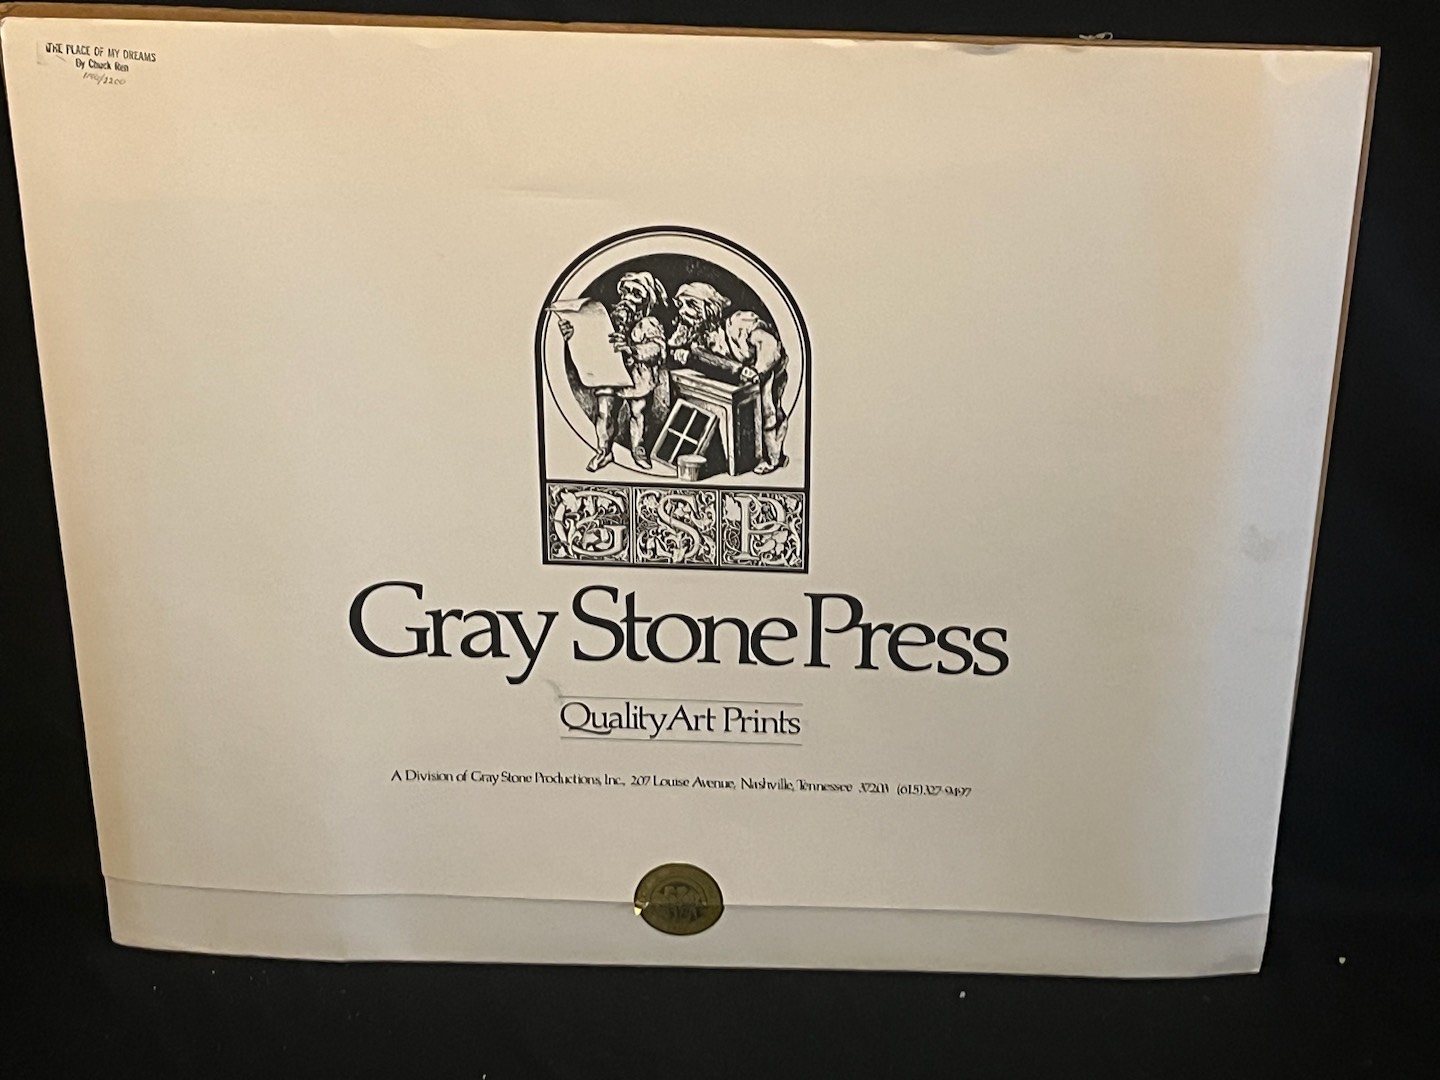 THE PLACE OF MY DREAMS
By Chuck Ren
GSP
Gray Stone Press
Quality Art Prints
A Division of Gray Stone Productions, Inc., 207 Louise Avenue, Nashville, Tennessee 37203 (615) 327-9497